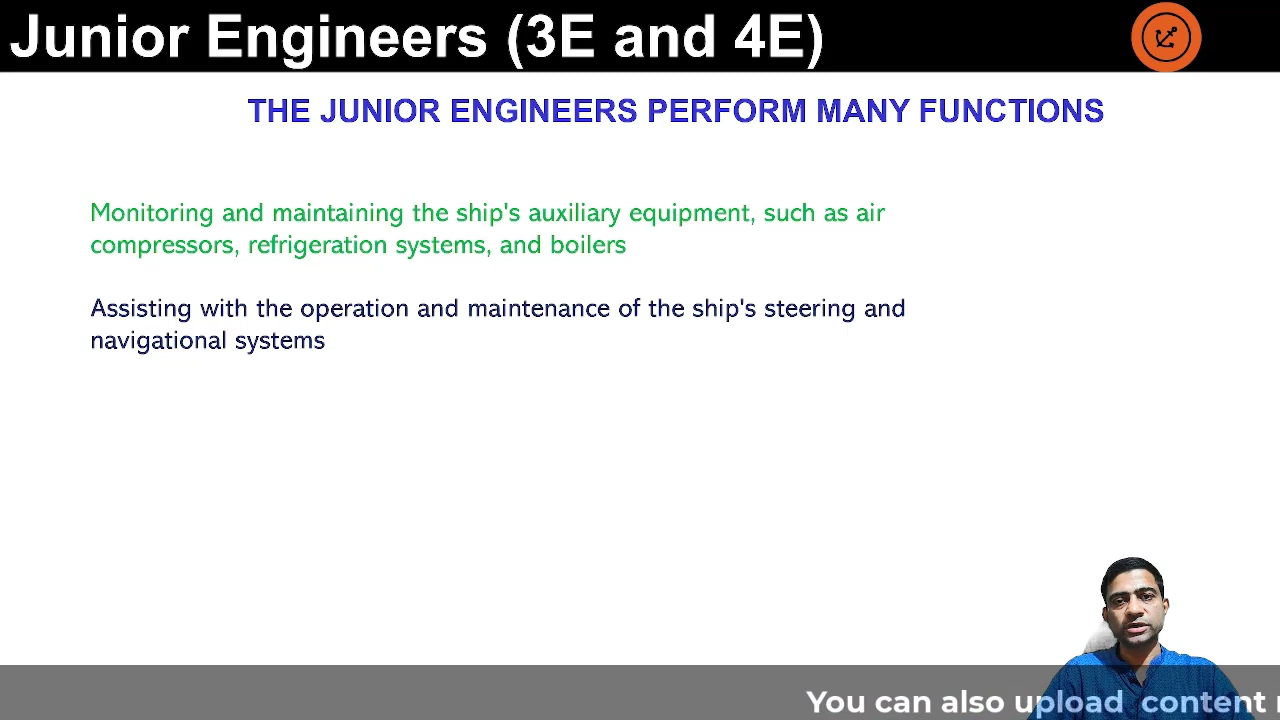 Junior Engineers (3E and 4E)
THE JUNIOR ENGINEERS PERFORM MANY FUNCTIONS
Monitoring and maintaining the ship's auxiliary equipment, such as air
compressors, refrigeration systems, and boilers
Assisting with the operation and maintenance of the ship's steering and
navigational systems
You can also upload content